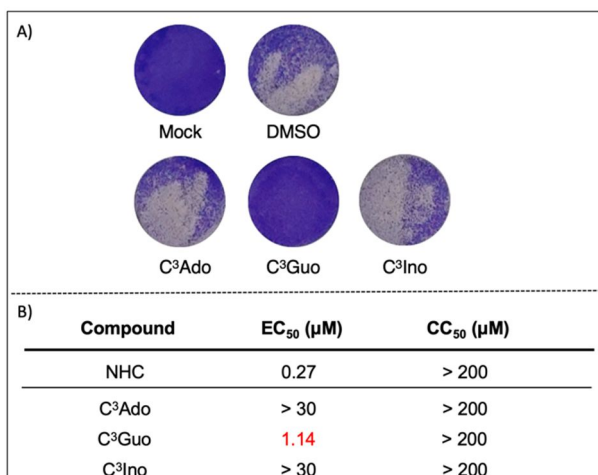 A)
Mock DMSO
C³Ado C³Guo C³Ino
B)
Compound EC₅₀ (µM) CC₅₀ (µM)
NHC 0.27 > 200
C³Ado > 30 > 200
C³Guo 1.14 > 200
C³Ino > 30 > 200